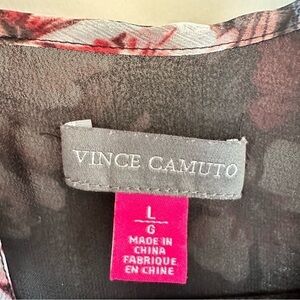 VINCE CAMUTO
L
G
MADE IN
CHINA
FABRIQUÉ
EN CHINE